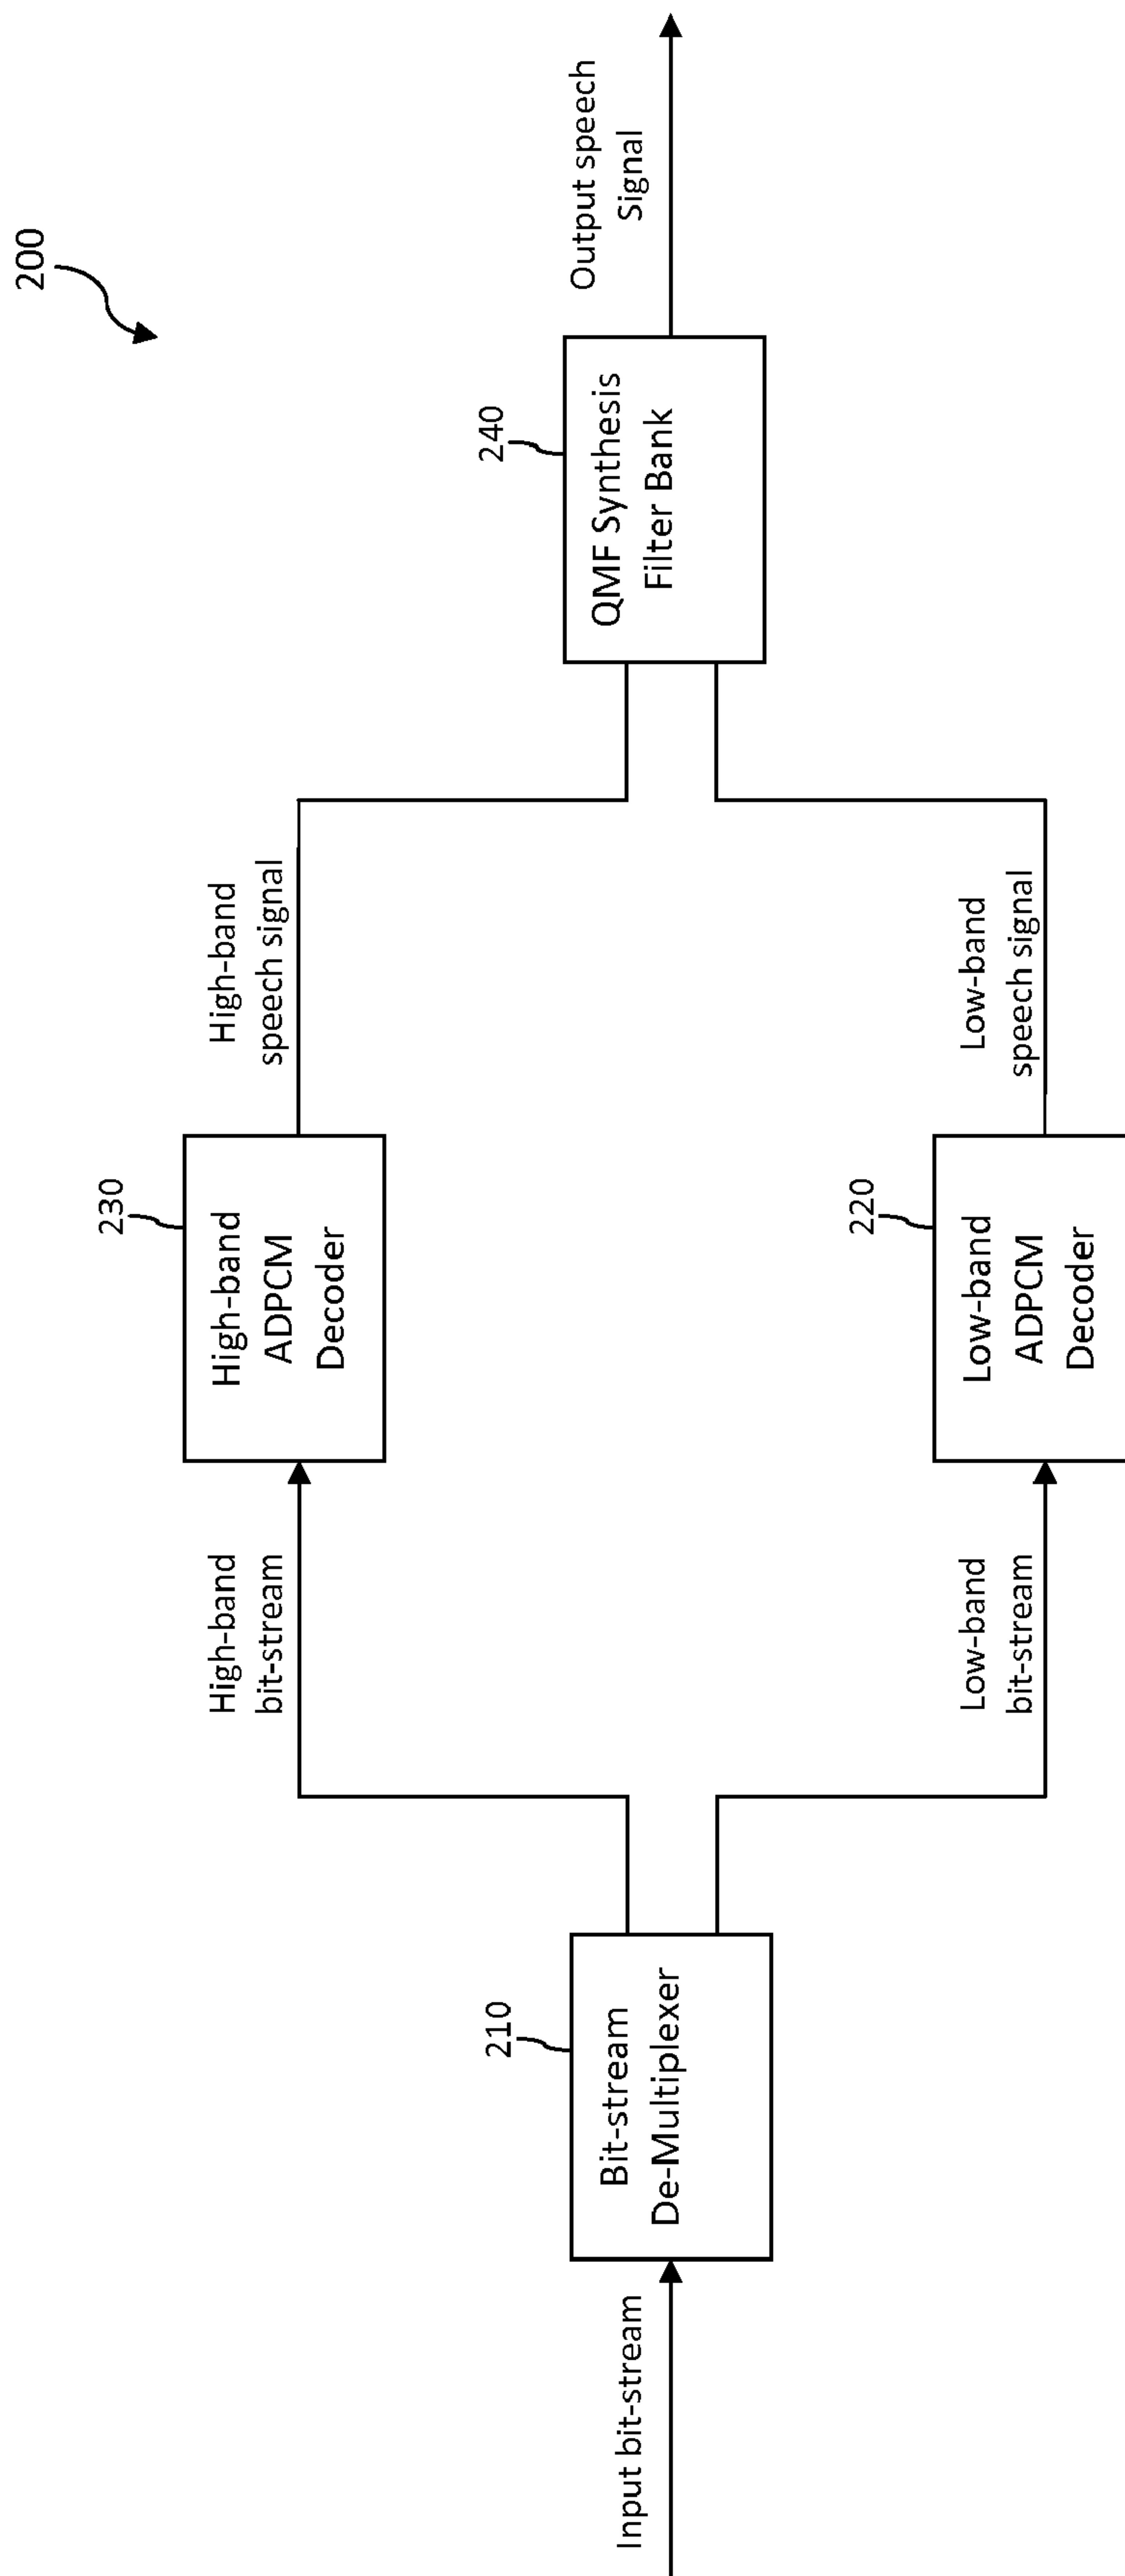 200
Input bit-stream
210
Bit-stream
De-Multiplexer
High-band
bit-stream
230
High-band
ADPCM
Decoder
High-band
speech signal
Low-band
bit-stream
220
Low-band
ADPCM
Decoder
Low-band
speech signal
240
QMF Synthesis
Filter Bank
Output speech
Signal